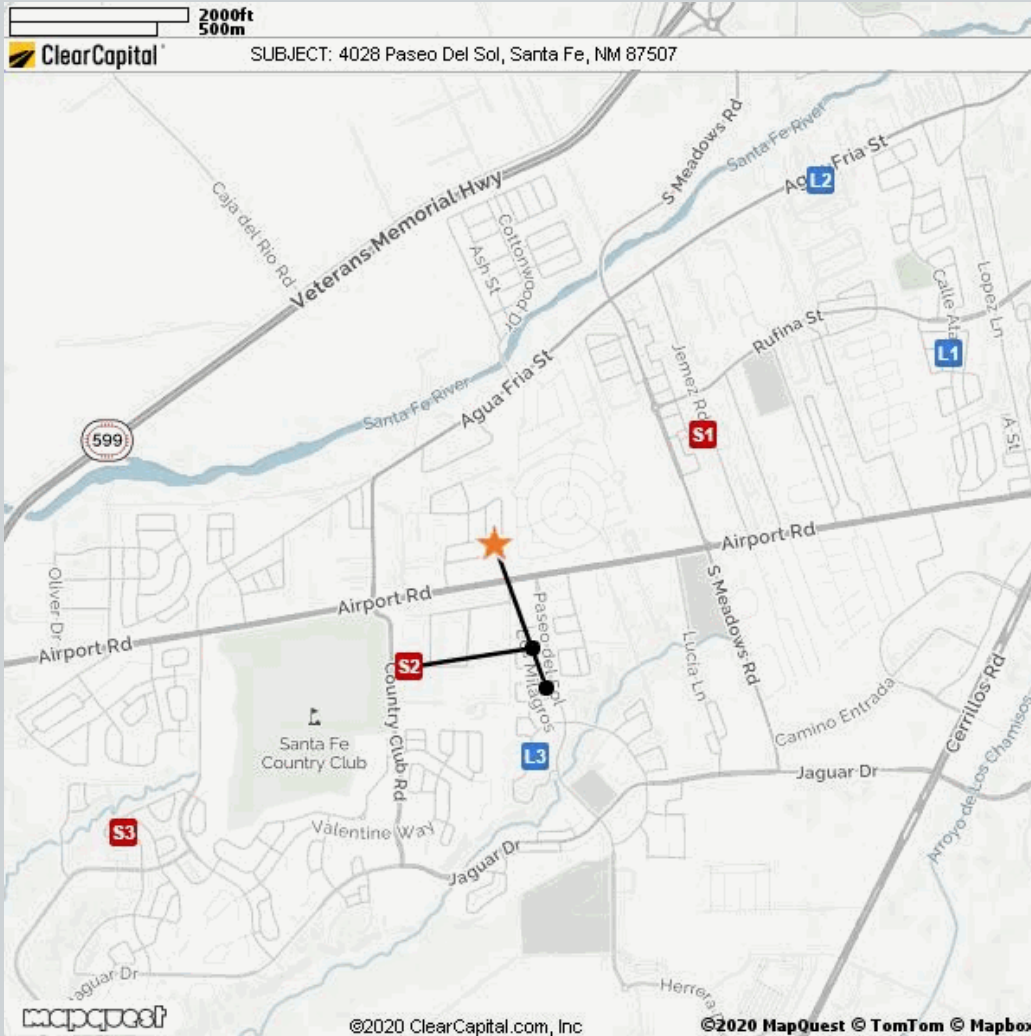 2000ft
500m
ClearCapital
SUBJECT: 4028 Paseo Del Sol, Santa Fe, NM 87507
S Meadows Rd
Santa Fe River
Agua Fria St
L2
Caja del Rio Rd
Veterans Memorial Hwy
Cottonwood Dr
Ash St
Calle Ata
Lopez Ln
Rufina St
L1
Jemez Rd
Agua Fria St
Santa Fe River
599
S1
A St
Airport Rd
Oliver Dr
Airport Rd
Airport Rd
S Meadows Rd
Paseo del Sol
Milagros
S2
Country Club Rd
Lucia Ln
Santa Fe
Country Club
Camino Entrada
Cerrillos Rd
Arroyo de Los Chamisos
L3
Jaguar Dr
S3
Valentine Way
Jaguar Dr
Jaguar Dr
Herrera D
mapquest
©2020 ClearCapital.com, Inc
©2020 MapQuest © TomTom © Mapbox